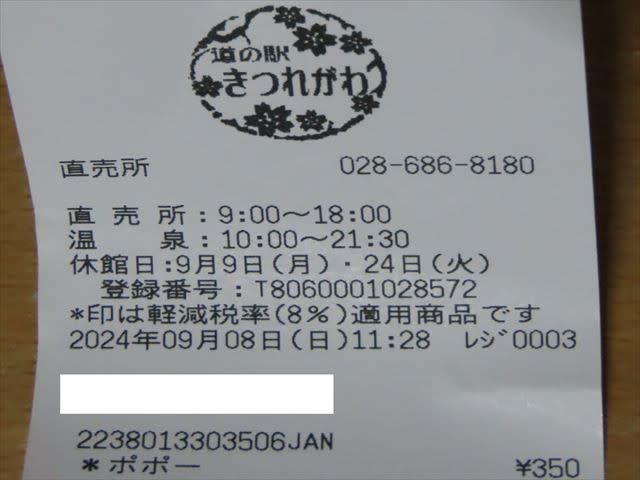 道の駅
きつれがわ
直売所 028-686-8180
直売所：9:00～18:00
温泉：10:00～21:30
休館日：9月9日(月)・24日(火)
登録番号：T8060001028572
*印は軽減税率(8%)適用商品です
2024年09月08日(日)11:28 ﾚｼﾞ0003
2238013303506JAN
*ポポー ¥350